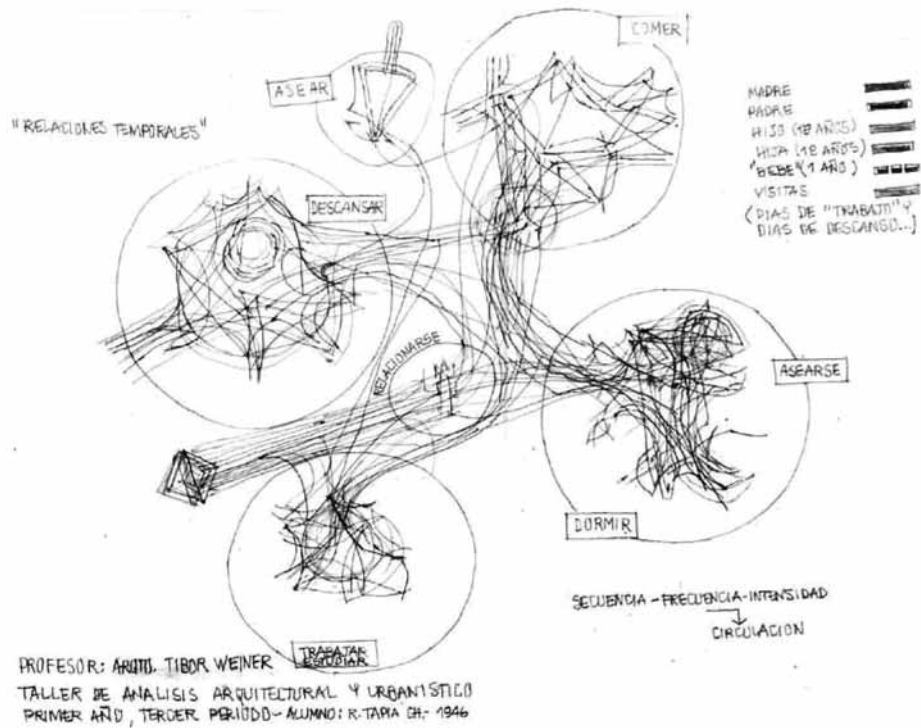 COMER
ASEAR
"RELACIONES TEMPORALES"
MADRE
PADRE
HIJO (12 AÑOS)
HIJA (18 AÑOS)
"BEBE" (1 AÑO)
VISITAS
(DIAS DE "TRABAJO" Y
DIAS DE DESCANSO...)
DESCANSAR
RELACIONARSE
ASEARSE
DORMIR
TRABAJAR
ESTUDIAR
SECUENCIA-FRECUENCIA-INTENSIDAD
CIRCULACION
PROFESOR: ARQTO. TIBOR WEINER
TALLER DE ANALISIS ARQUITECTURAL Y URBANISTICO
PRIMER AÑO, TERCER PERIODO-ALUMNO: R. TAPIA CH.- 1946